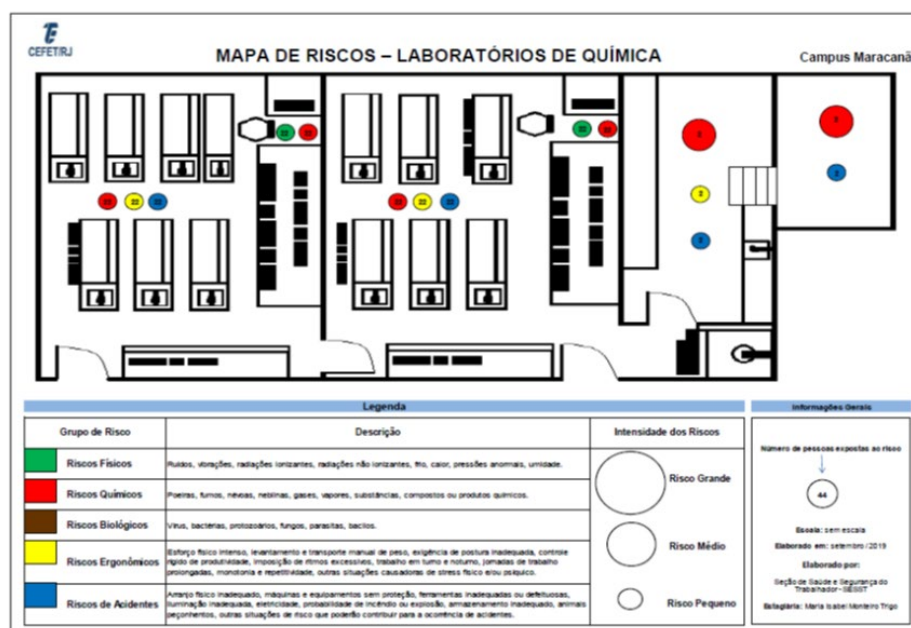 CEFET/RJ
MAPA DE RISCOS – LABORATÓRIOS DE QUÍMICA
Campus Maracanã
22
22
2
2
2
2
2
Legenda
Informações Gerais
Grupo de Risco
Descrição
Intensidade dos Riscos
Número de pessoas expostas ao risco
44
Riscos Físicos
Ruídos, vibrações, radiações ionizantes, radiações não ionizantes, frio, calor, pressões anormais, umidade.
Risco Grande
Riscos Químicos
Poeiras, fumos, névoas, neblinas, gases, vapores, substâncias, compostos ou produtos químicos.
Riscos Biológicos
Vírus, bactérias, protozoários, fungos, parasitas, bacilos.
Risco Médio
Riscos Ergonômicos
Esforço físico intenso, levantamento e transporte manual de peso, exigência de postura inadequada, controle
rígido de produtividade, imposição de ritmos excessivos, trabalho em turno e noturno, jornadas de trabalho
prolongadas, monotonia e repetitividade, outras situações causadoras de stress físico e/ou psíquico.
Riscos de Acidentes
Arranjo físico inadequado, máquinas e equipamentos sem proteção, ferramentas inadequadas ou defeituosas,
iluminação inadequada, eletricidade, probabilidade de incêndio ou explosão, armazenamento inadequado, animais
peçonhentos, outras situações de risco que poderão contribuir para a ocorrência de acidentes.
Risco Pequeno
Escala: sem escala
Elaborado em: setembro / 2019
Elaborado por:
Seção de Saúde e Segurança do
Trabalhador -
Estagiária: Maria Isabel Monteiro Trigo